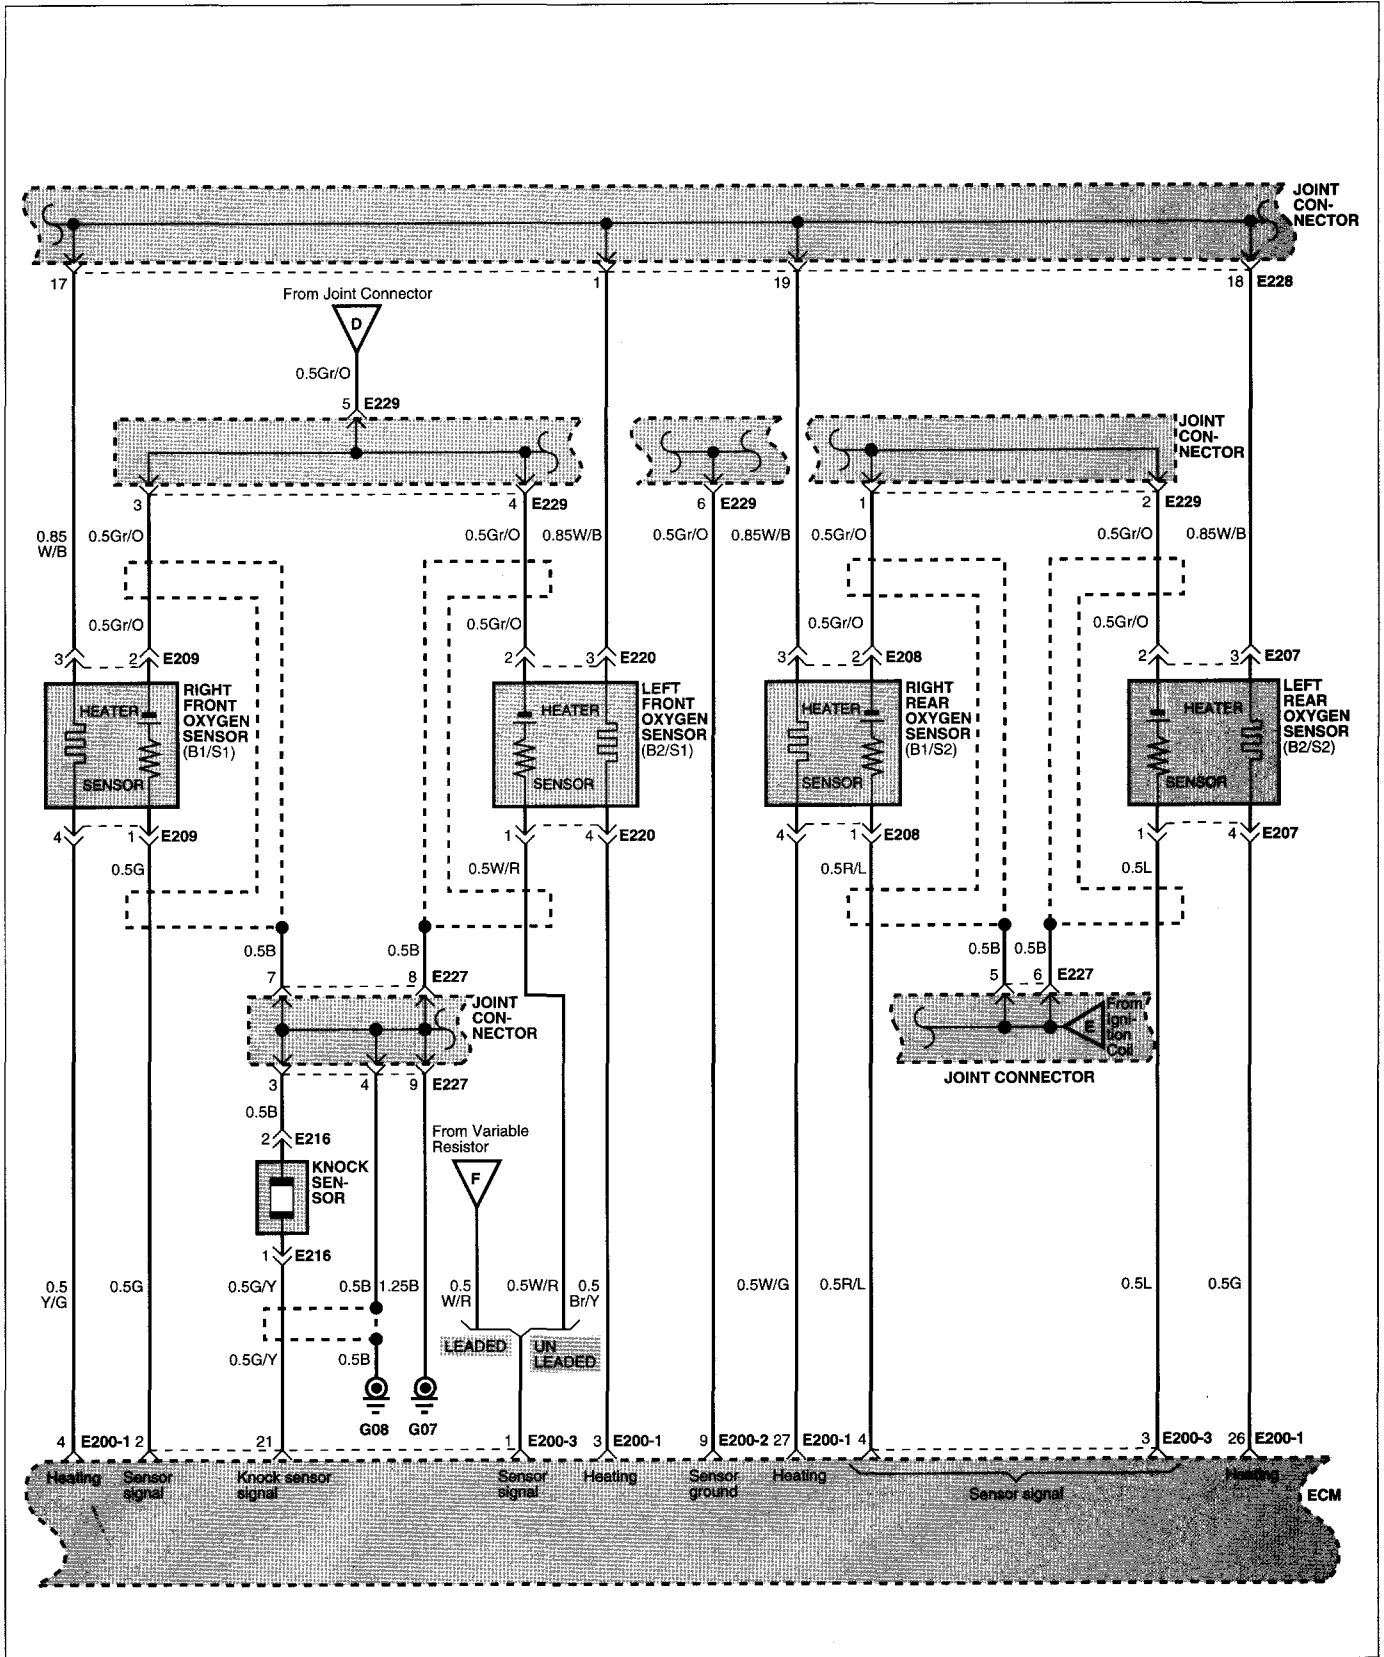 JOINT
CON-
NECTOR
17
1
19
18
E228
From Joint Connector
D
0.5Gr/O
5
E229
JOINT
CON-
NECTOR
3
4
E229
6
E229
1
2
E229
0.85
W/B
0.5Gr/O
0.5Gr/O
0.85W/B
0.5Gr/O
0.85W/B
0.5Gr/O
0.5Gr/O
0.85W/B
0.5Gr/O
0.5Gr/O
0.5Gr/O
0.5Gr/O
3
2
E209
2
3
E220
3
2
E208
2
3
E207
HEATER
SENSOR
RIGHT
FRONT
OXYGEN
SENSOR
(B1/S1)
HEATER
SENSOR
LEFT
FRONT
OXYGEN
SENSOR
(B2/S1)
HEATER
SENSOR
RIGHT
REAR
OXYGEN
SENSOR
(B1/S2)
HEATER
SENSOR
LEFT
REAR
OXYGEN
SENSOR
(B2/S2)
4
1
E209
1
4
E220
4
1
E208
1
4
E207
0.5G
0.5W/R
0.5R/L
0.5L
0.5B
0.5B
0.5B
0.5B
7
8
E227
5
6
E227
JOINT
CON-
NECTOR
E
From
Igni-
tion
Coil
JOINT CONNECTOR
3
4
9
E227
0.5B
2
E216
KNOCK
SEN-
SOR
1
E216
From Variable
Resistor
F
0.5
Y/G
0.5G
0.5G/Y
0.5B
1.25B
0.5
W/R
0.5W/R
0.5
Br/Y
0.5W/G
0.5R/L
0.5L
0.5G
LEADED
UN
LEADED
0.5G/Y
0.5B
G08
G07
4
E200-1
2
21
1
E200-3
3
E200-1
9
E200-2
27
E200-1
4
3
E200-3
26
E200-1
Heating
Sensor
signal
Knock sensor
signal
Sensor
signal
Heating
Sensor
ground
Heating
Sensor signal
Heating
ECM